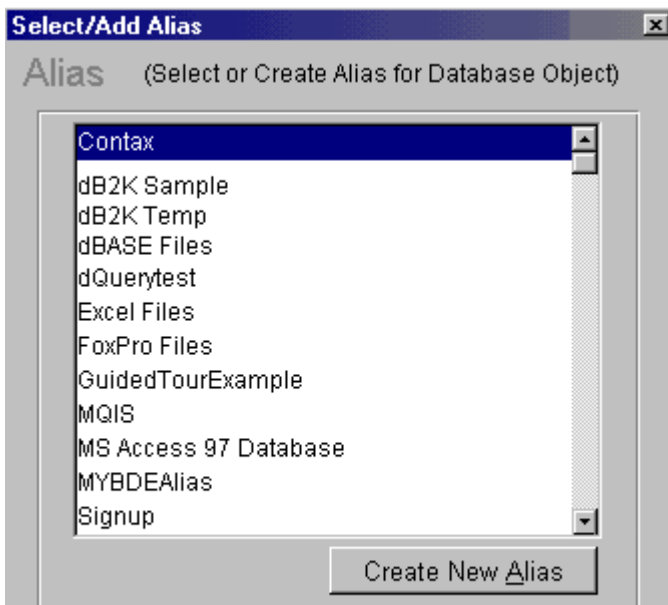 Select/Add Alias
Alias (Select or Create Alias for Database Object)
Contax
dB2K Sample
dB2K Temp
dBASE Files
dQuerytest
Excel Files
FoxPro Files
GuidedTourExample
MQIS
MS Access 97 Database
MYBDEAlias
Signup
Create New Alias